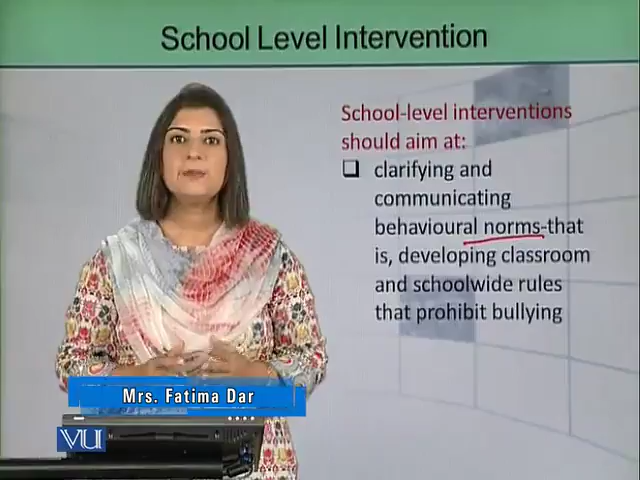 School Level Intervention
School-level interventions
should aim at:
clarifying and
communicating
behavioural norms-that
is, developing classroom
and schoolwide rules
that prohibit bullying
Mrs. Fatima Dar
VU